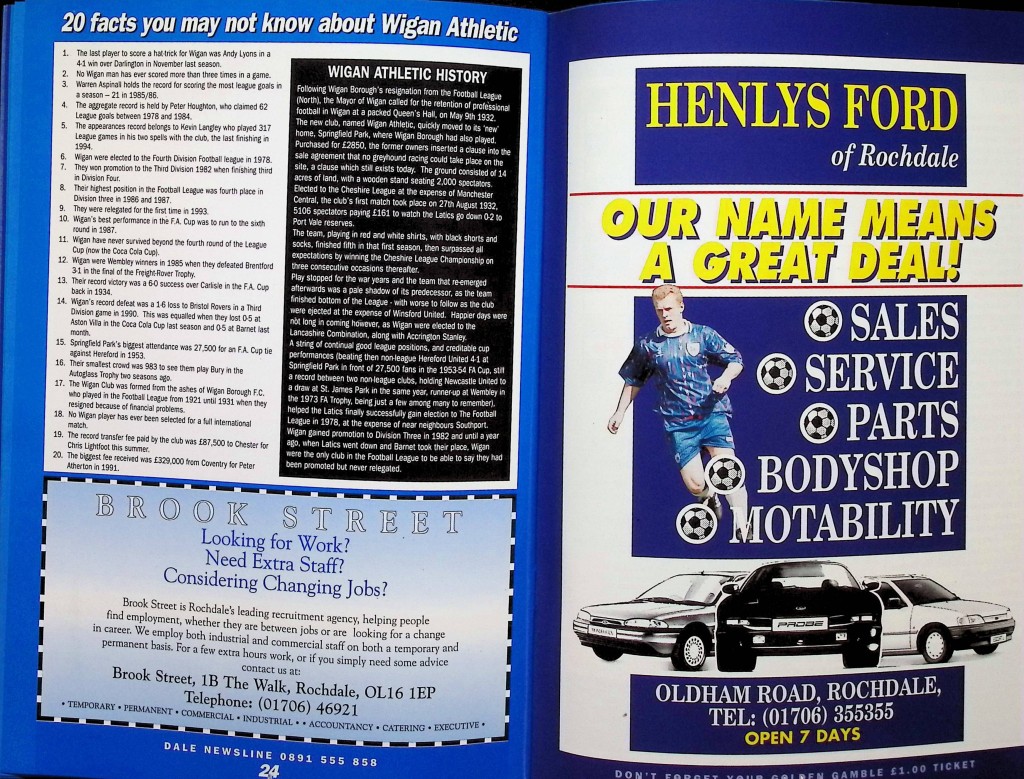 20 facts you may not know about Wigan Athletic
1. The last player to score a hat-trick for Wigan was Andy Lyons in a
4-1 win over Darlington in November last season.
2. No Wigan man has ever scored more than three times in a game.
3. Warren Aspinall holds the record for scoring the most league goals in
a season – 21 in 1985/86.
4. The aggregate record is held by Peter Houghton, who claimed 62
League goals between 1978 and 1984.
5. The appearances record belongs to Kevin Langley who played 317
League games in his two spells with the club, the last finishing in
1994.
6. Wigan were elected to the Fourth Division Football league in 1978.
7. They won promotion to the Third Division 1982 when finishing third
in Division Four.
8. Their highest position in the Football League was fourth place in
Division three in 1986 and 1987.
9. They were relegated for the first time in 1993.
10. Wigan's best performance in the F.A. Cup was to run to the sixth
round in 1987.
11. Wigan have never survived beyond the fourth round of the League
Cup (now the Coca Cola Cup).
12. Wigan were Wembley winners in 1985 when they defeated Brentford
3-1 in the final of the Freight-Rover Trophy.
13. Their record victory was a 6-0 success over Carlisle in the F.A. Cup
back in 1934.
14. Wigan's record defeat was a 1-6 loss to Bristol Rovers in a Third
Division game in 1990. This was equalled when they lost 0-5 at
Aston Villa in the Coca Cola Cup last season and 0-5 at Barnet last
month.
15. Springfield Park's biggest attendance was 27,500 for an F.A. Cup tie
against Hereford in 1953.
16. Their smallest crowd was 983 to see them play Bury in the
Autoglass Trophy two seasons ago.
17. The Wigan Club was formed from the ashes of Wigan Borough F.C.
who played in the Football League from 1921 until 1931 when they
resigned because of financial problems.
18. No Wigan player has ever been selected for a full international
match.
19. The record transfer fee paid by the club was £87,500 to Chester for
Chris Lightfoot this summer.
20. The biggest fee received was £329,000 from Coventry for Peter
Atherton in 1991.
WIGAN ATHLETIC HISTORY
Following Wigan Borough's resignation from the Football League
(North), the Mayor of Wigan called for the retention of professional
football in Wigan at a packed Queen's Hall, on May 9th 1932.
The new club, named Wigan Athletic, quickly moved to its 'new'
home, Springfield Park, where Wigan Borough had also played.
Purchased for £2850, the former owners inserted a clause into the
sale agreement that no greyhound racing could take place on the
site, a clause which still exists today. The ground consisted of 14
acres of land, with a wooden stand seating 2,000 spectators.
Elected to the Cheshire League at the expense of Manchester
Central, the club's first match took place on 27th August 1932,
5106 spectators paying £161 to watch the Latics go down 0-2 to
Port Vale reserves.
The team, playing in red and white shirts, with black shorts and
socks, finished fifth in that first season, then surpassed all
expectations by winning the Cheshire League Championship on
three consecutive occasions thereafter.
Play stopped for the war years and the team that re-emerged
afterwards was a pale shadow of its predecessor, as the team
finished bottom of the League - with worse to follow as the club
were ejected at the expense of Winsford United. Happier days were
not long in coming however, as Wigan were elected to the
Lancashire Combination, along with Accrington Stanley.
A string of continual good league positions, and creditable cup
performances (beating then non-league Hereford United 4-1 at
Springfield Park in front of 27,500 fans in the 1953-54 FA Cup, still
a record between two non-league clubs, holding Newcastle United to
a draw at St. James Park in the same year, runner-up at Wembley in
the 1973 FA Trophy, being just a few among many to remember),
helped the Latics finally successfully gain election to The Football
League in 1978, at the expense of near neighbours Southport.
Wigan gained promotion to Division Three in 1982 and until a year
ago, when Latics went down and Barnet took their place, Wigan
were the only club in the Football League to be able to say they had
been promoted but never relegated.
BROOK STREET
Looking for Work?
Need Extra Staff?
Considering Changing Jobs?
Brook Street is Rochdale's leading recruitment agency, helping people
find employment, whether they are between jobs or are looking for a change
in career. We employ both industrial and commercial staff on both a temporary and
permanent basis. For a few extra hours work, or if you simply need some advice
contact us at:
Brook Street, 1B The Walk, Rochdale, OL16 1EP
Telephone: (01706) 46921
• TEMPORARY • PERMANENT • COMMERCIAL • INDUSTRIAL • • ACCOUNTANCY • CATERING • EXECUTIVE •
DALE NEWSLINE 0891 555 858
24
HENLYS FORD
of Rochdale
OUR NAME MEANS
A GREAT DEAL!
SALES
SERVICE
PARTS
BODYSHOP
MOTABILITY
PROBE
OLDHAM ROAD, ROCHDALE,
TEL: (01706) 355355
OPEN 7 DAYS
DON'T FORGET YOUR GOLDEN GAMBLE £1.00 TICKET